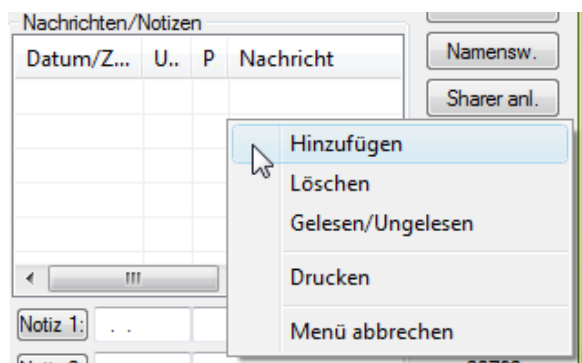 Nachrichten/Notizen
Datum/Z... U.. P Nachricht
Namensw.
Sharer anl.
Hinzufügen
Löschen
Gelesen/Ungelesen
Drucken
Menü abbrechen
Notiz 1: . .